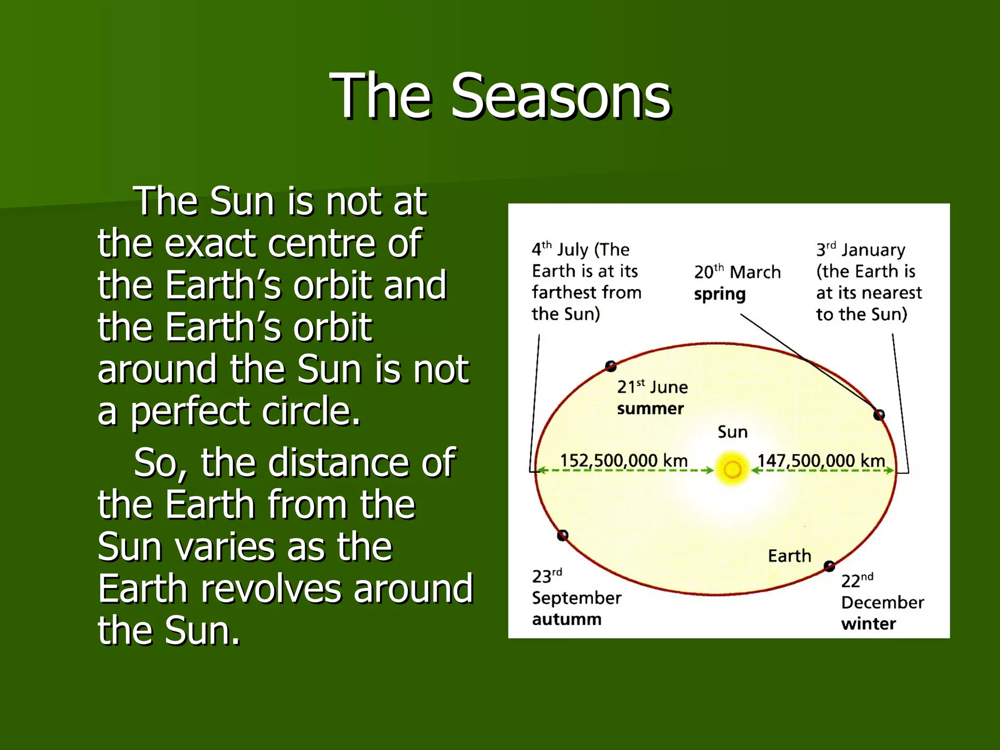 The Seasons
The Sun is not at
the exact centre of
the Earth’s orbit and
the Earth’s orbit
around the Sun is not
a perfect circle.
So, the distance of
the Earth from the
Sun varies as the
Earth revolves around
the Sun.
4th July (The
Earth is at its
farthest from
the Sun)
20th March
spring
3rd January
(the Earth is
at its nearest
to the Sun)
21st June
summer
Sun
152,500,000 km
147,500,000 km
Earth
23rd
September
autumm
22nd
December
winter